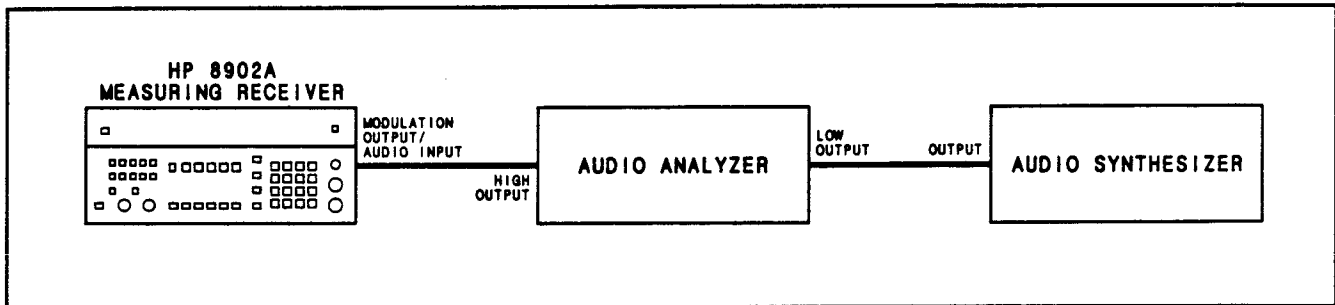 HP 8902A
MEASURING RECEIVER
MODULATION
OUTPUT/
AUDIO INPUT
HIGH
OUTPUT
AUDIO ANALYZER
LOW
OUTPUT
OUTPUT
AUDIO SYNTHESIZER